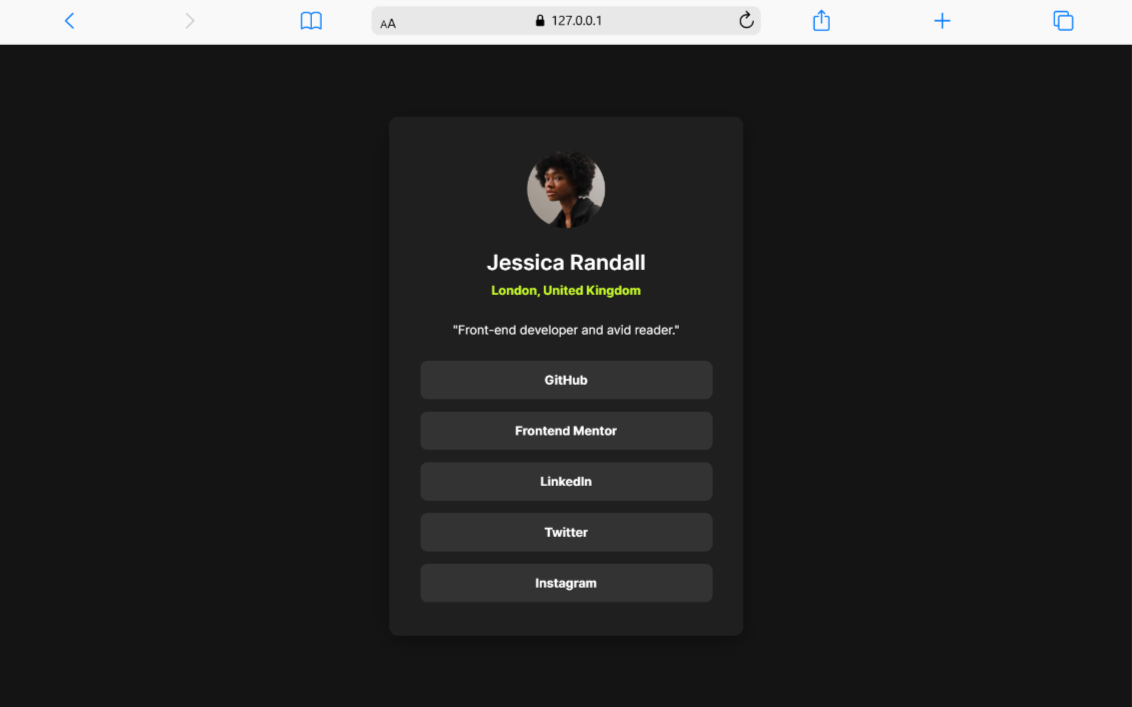 AA
127.0.0.1
Jessica Randall
London, United Kingdom
"Front-end developer and avid reader."
GitHub
Frontend Mentor
LinkedIn
Twitter
Instagram